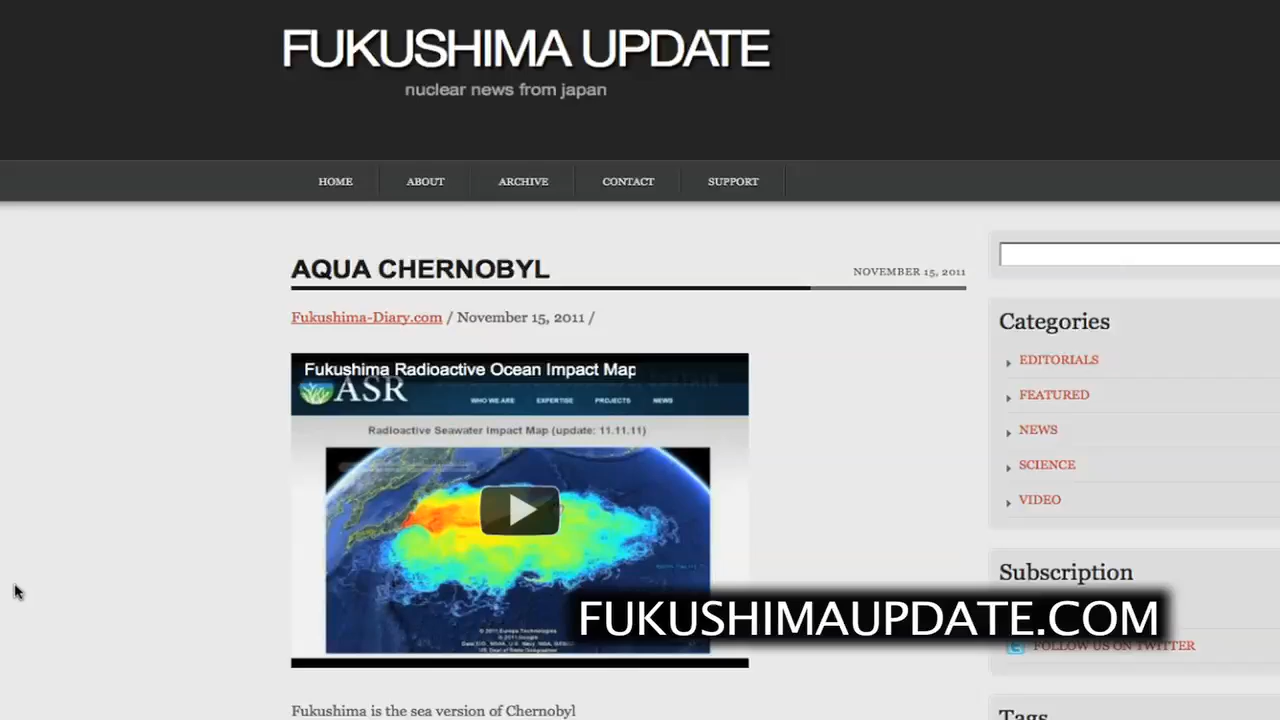 FUKUSHIMA UPDATE
nuclear news from japan
HOME ABOUT ARCHIVE CONTACT SUPPORT
AQUA CHERNOBYL
NOVEMBER 15, 2011
Fukushima-Diary.com / November 15, 2011 /
Fukushima Radioactive Ocean Impact Map
ASR
WHO WE ARE EXPERTISE PROJECTS NEWS
Radioactive Seawater Impact Map (update: 11.11.11)
Fukushima is the sea version of Chernobyl
Categories
EDITORIALS
FEATURED
NEWS
SCIENCE
VIDEO
Subscription
FOLLOW US ON TWITTER
Tags
FUKUSHIMAUPDATE.COM